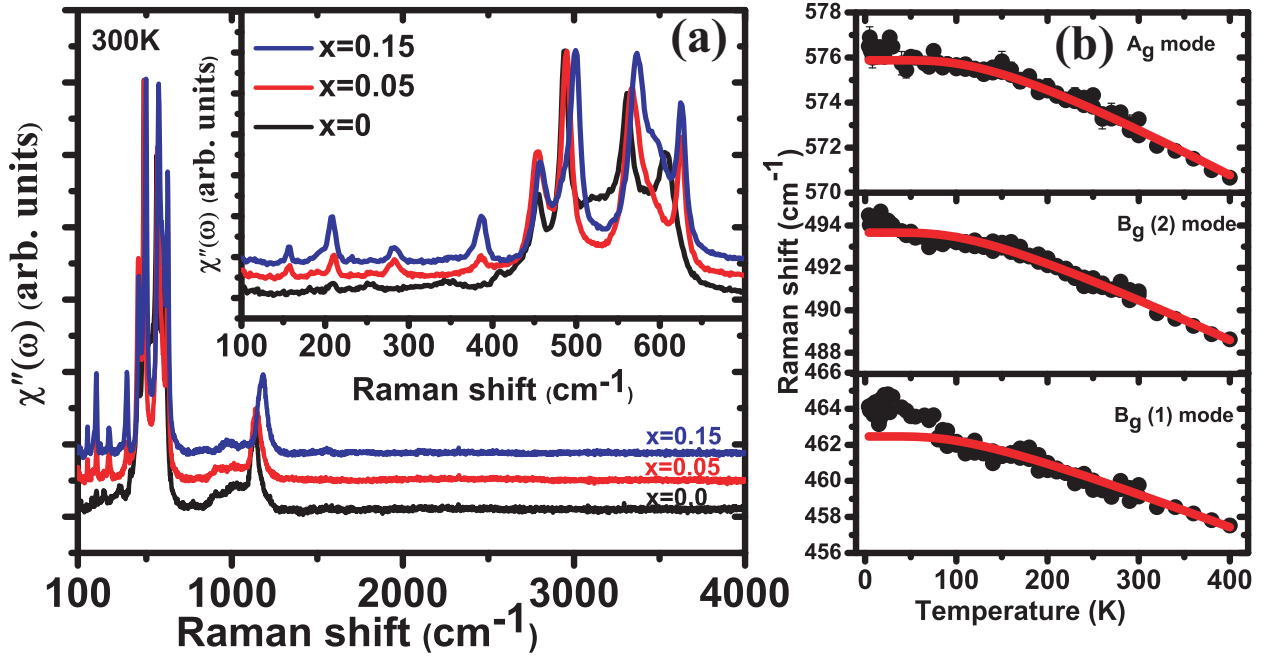 300K
(a)
x=0.15
x=0.05
x=0
χ″(ω) (arb. units)
100 200 300 400 500 600
Raman shift (cm⁻¹)
x=0.15
x=0.05
x=0.0
χ″(ω) (arb. units)
100 1000 2000 3000 4000
Raman shift (cm⁻¹)
(b)
A_g mode
578
576
574
572
570
B_g (2) mode
494
492
490
488
466
B_g (1) mode
464
462
460
458
456
Raman shift (cm⁻¹)
0 100 200 300 400
Temperature (K)